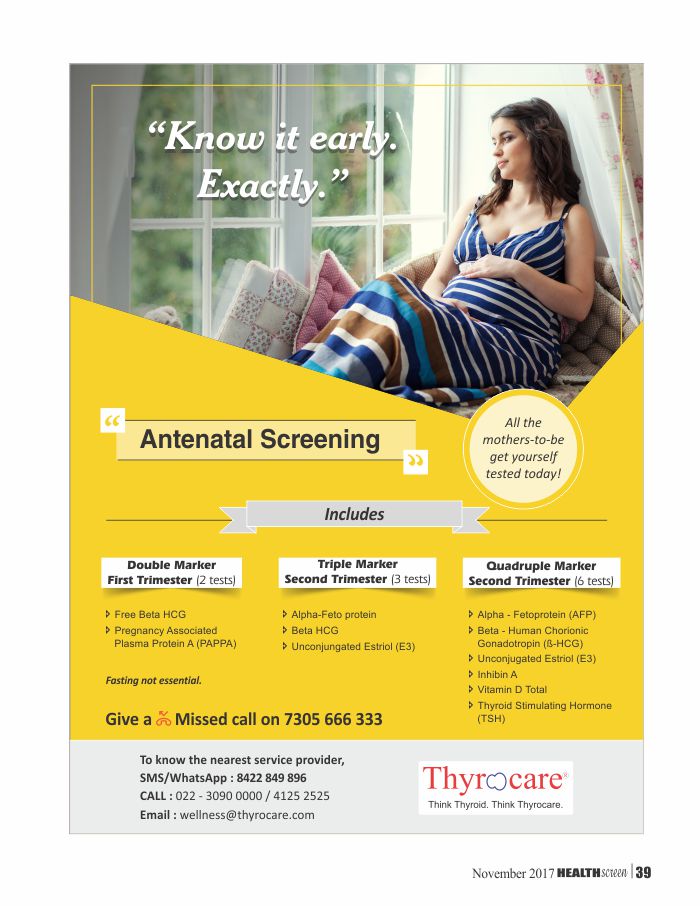 “Know it early.
Exactly.”
“
Antenatal Screening
”
All the
mothers-to-be
get yourself
tested today!
Includes
Double Marker
First Trimester (2 tests)
Free Beta HCG
Pregnancy Associated
Plasma Protein A (PAPPA)
Triple Marker
Second Trimester (3 tests)
Alpha-Feto protein
Beta HCG
Unconjungated Estriol (E3)
Quadruple Marker
Second Trimester (6 tests)
Alpha - Fetoprotein (AFP)
Beta - Human Chorionic
Gonadotropin (ß-HCG)
Unconjugated Estriol (E3)
Inhibin A
Vitamin D Total
Thyroid Stimulating Hormone
(TSH)
Fasting not essential.
Give a Missed call on 7305 666 333
To know the nearest service provider,
SMS/WhatsApp : 8422 849 896
CALL : 022 - 3090 0000 / 4125 2525
Email : wellness@thyrocare.com
Thyrocare®
Think Thyroid. Think Thyrocare.
November 2017 HEALTHscreen | 39